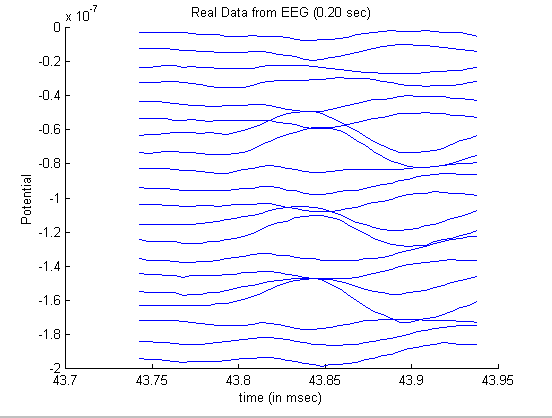 Real Data from EEG (0.20 sec)
x 10^-7
0
-0.2
-0.4
-0.6
-0.8
-1
-1.2
-1.4
-1.6
-1.8
-2
Potential
43.7 43.75 43.8 43.85 43.9 43.95
time (in msec)